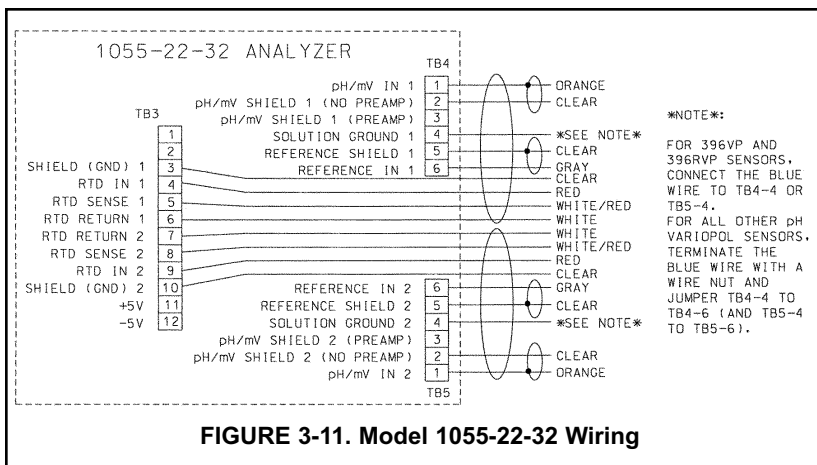 1055-22-32 ANALYZER
TB4
pH/mV IN 1 1 ORANGE
pH/mV SHIELD 1 (NO PREAMP) 2 CLEAR
pH/mV SHIELD 1 (PREAMP) 3
SOLUTION GROUND 1 4 *SEE NOTE*
REFERENCE SHIELD 1 5 CLEAR
REFERENCE IN 1 6 GRAY
TB3
1
2
SHIELD (GND) 1 3 CLEAR
RTD IN 1 4 RED
RTD SENSE 1 5 WHITE/RED
RTD RETURN 1 6 WHITE
RTD RETURN 2 7 WHITE
RTD SENSE 2 8 WHITE/RED
RTD IN 2 9 RED
SHIELD (GND) 2 10 CLEAR
+5V 11
-5V 12
REFERENCE IN 2 6 GRAY
REFERENCE SHIELD 2 5 CLEAR
SOLUTION GROUND 2 4 *SEE NOTE*
pH/mV SHIELD 2 (PREAMP) 3
pH/mV SHIELD 2 (NO PREAMP) 2 CLEAR
pH/mV IN 2 1 ORANGE
TB5
*NOTE*:
FOR 396VP AND
396RVP SENSORS,
CONNECT THE BLUE
WIRE TO TB4-4 OR
TB5-4.
FOR ALL OTHER pH
VARIOPOL SENSORS,
TERMINATE THE
BLUE WIRE WITH A
WIRE NUT AND
JUMPER TB4-4 TO
TB4-6 (AND TB5-4
TO TB5-6).
FIGURE 3-11. Model 1055-22-32 Wiring